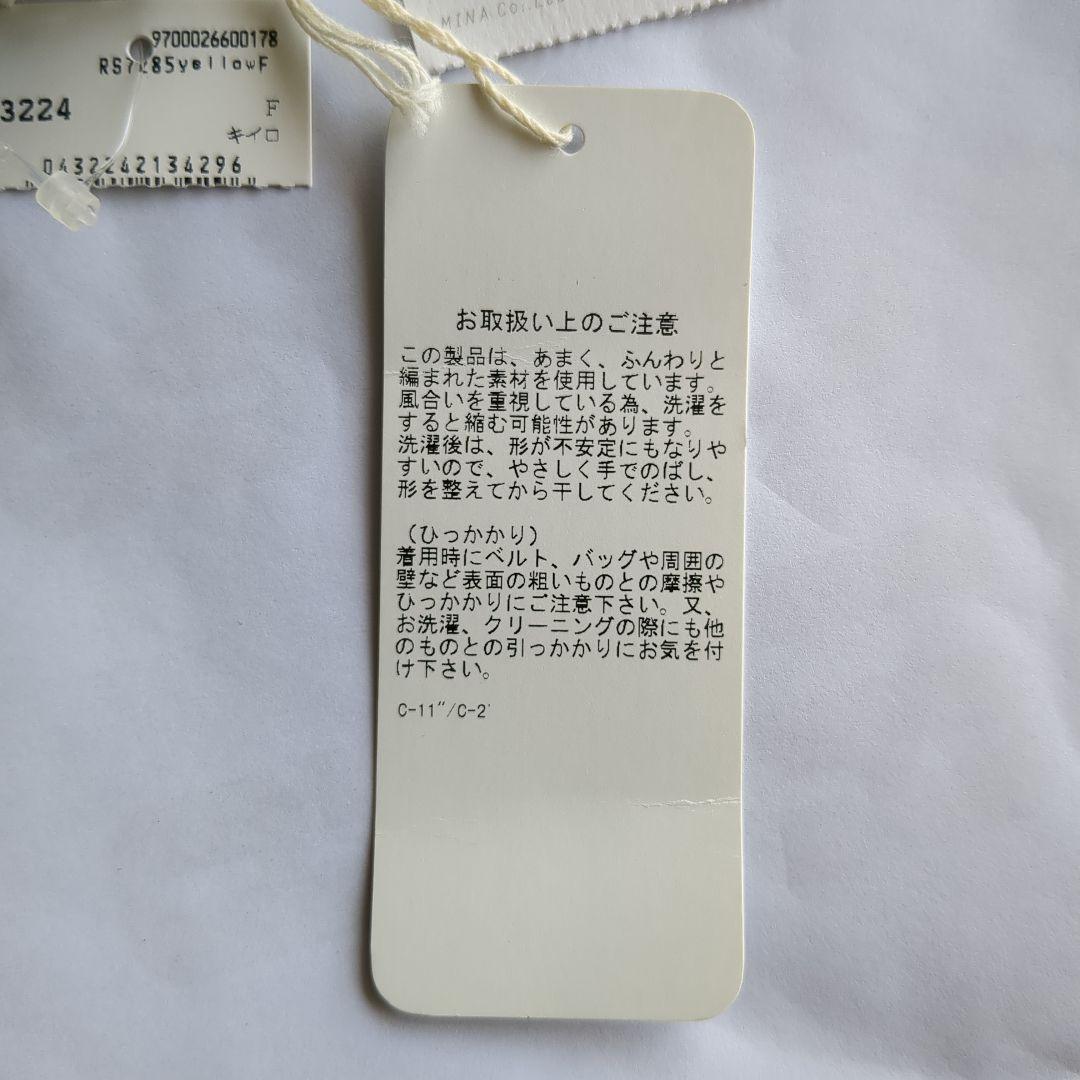 MINA Co., Ltd
9700026600178
RS7285yellowF
3224
F
キイロ
0432242134296
お取扱い上のご注意
この製品は、あまく、ふんわりと
編まれた素材を使用しています。
風合いを重視している為、洗濯を
すると縮む可能性があります。
洗濯後は、形が不安定にもなりや
すいので、やさしく手でのばし、
形を整えてから干してください。
（ひっかかり）
着用時にベルト、バッグや周囲の
壁など表面の粗いものとの摩擦や
ひっかかりにご注意下さい。又、
お洗濯、クリーニングの際にも他
のものとの引っかかりにお気を付
け下さい。
C-11"/C-2'